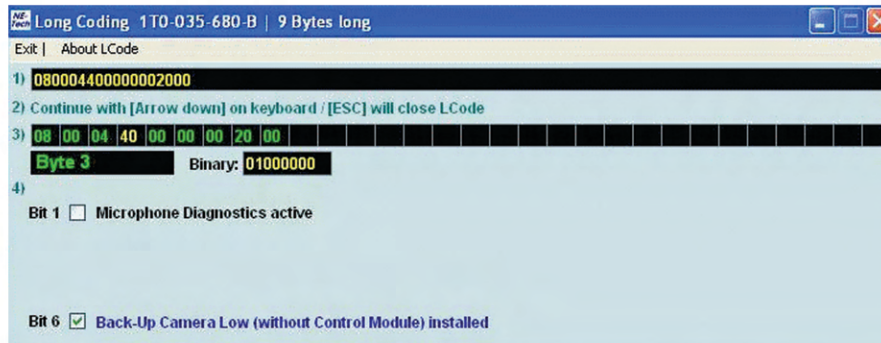 NE-Tech Long Coding 1T0-035-680-B | 9 Bytes long
Exit | About LCode
1) 080004400000002000
2) Continue with [Arrow down] on keyboard / [ESC] will close LCode
3) 08 00 04 40 00 00 00 20 00
Byte 3 Binary: 01000000
4)
Bit 1 Microphone Diagnostics active
Bit 6 Back-Up Camera Low (without Control Module) installed